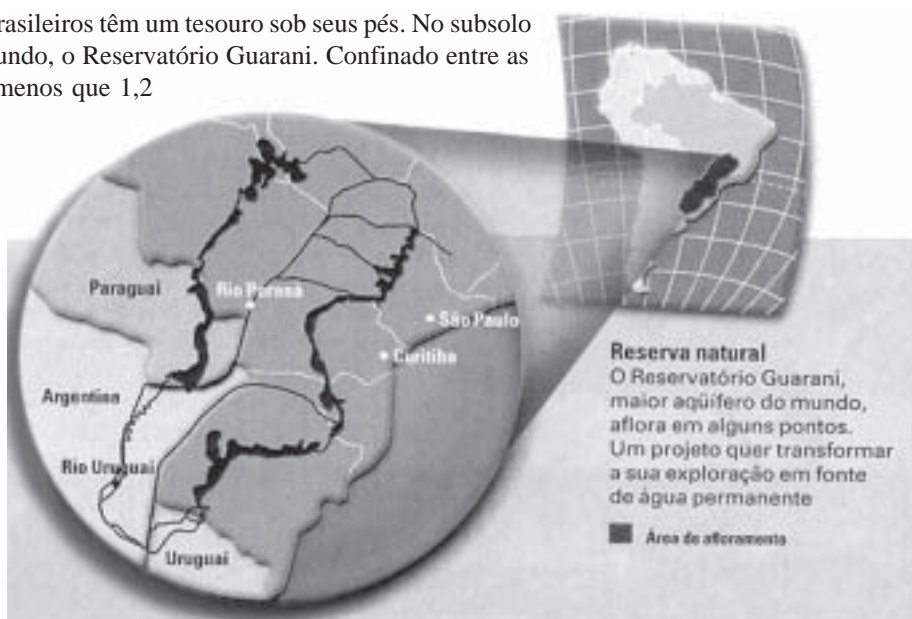 rasileiros têm um tesouro sob seus pés. No subsolo
undo, o Reservatório Guarani. Confinado entre as
menos que 1,2
Paraguai
Rio Paraná
São Paulo
Curitiba
Argentina
Rio Uruguai
Uruguai
Reserva natural
O Reservatório Guarani,
maior aqüífero do mundo,
aflora em alguns pontos.
Um projeto quer transformar
a sua exploração em fonte
de água permanente
Área de afloramento